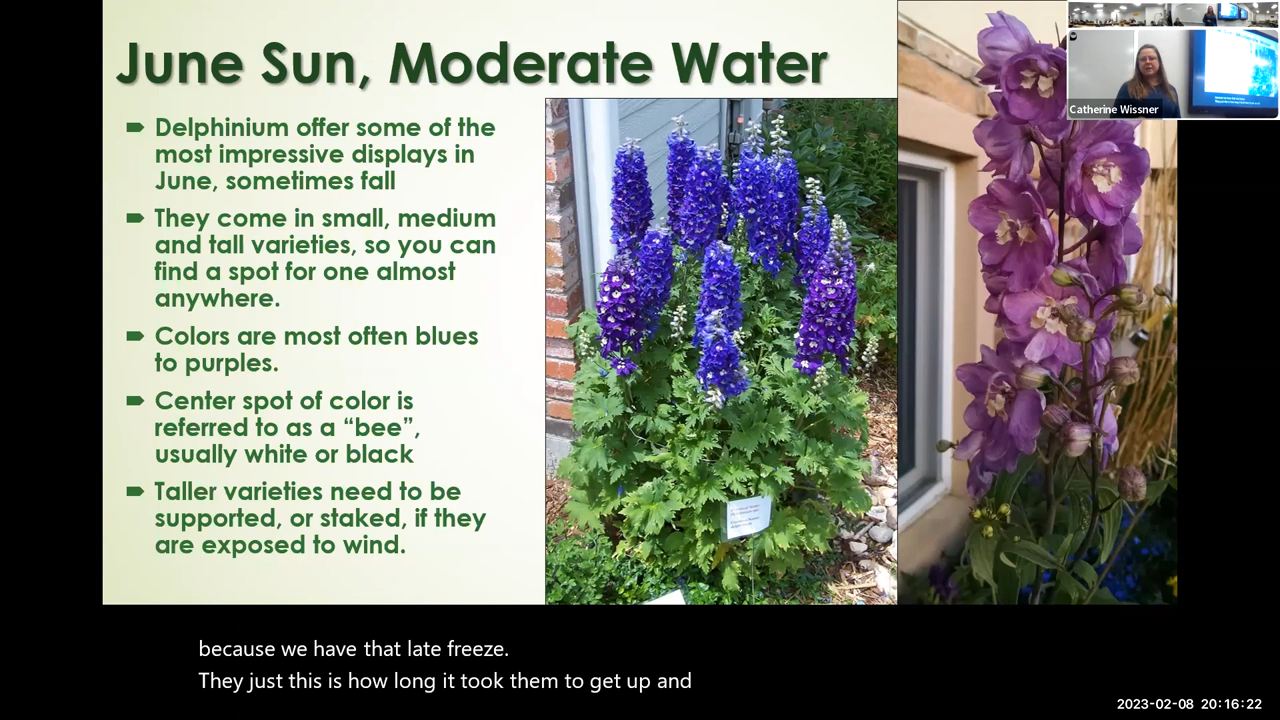 June Sun, Moderate Water
Delphinium offer some of the
most impressive displays in
June, sometimes fall
They come in small, medium
and tall varieties, so you can
find a spot for one almost
anywhere.
Colors are most often blues
to purples.
Center spot of color is
referred to as a “bee”,
usually white or black
Taller varieties need to be
supported, or staked, if they
are exposed to wind.
Catherine Wissner
because we have that late freeze.
They just this is how long it took them to get up and
2023-02-08 20:16:22